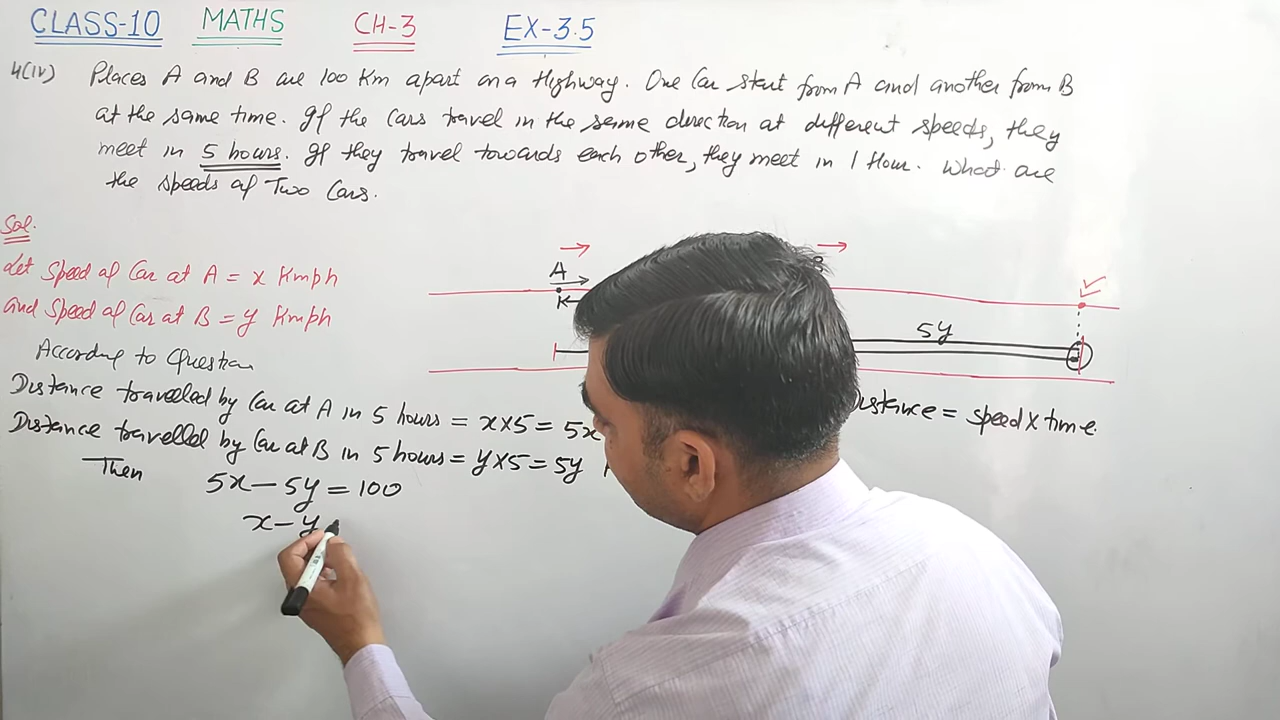 CLASS-10 MATHS CH-3 EX-3.5
4(iv) Places A and B are 100 Km apart on a Highway. One Car start from A and another from B
at the same time. If the Cars travel in the same direction at different speeds, they
meet in 5 hours. If they travel towards each other, they meet in 1 Hour. What are
the speeds of Two Cars.
Sol.
Let Speed of Car at A = x Kmph
and Speed of Car at B = y Kmph
According to Question
Distance travelled by Car at A in 5 hours = x×5 = 5x
Distance travelled by Car at B in 5 hours = y×5 = 5y
Then 5x - 5y = 100
x - y
A
5y
Distance = speed × time